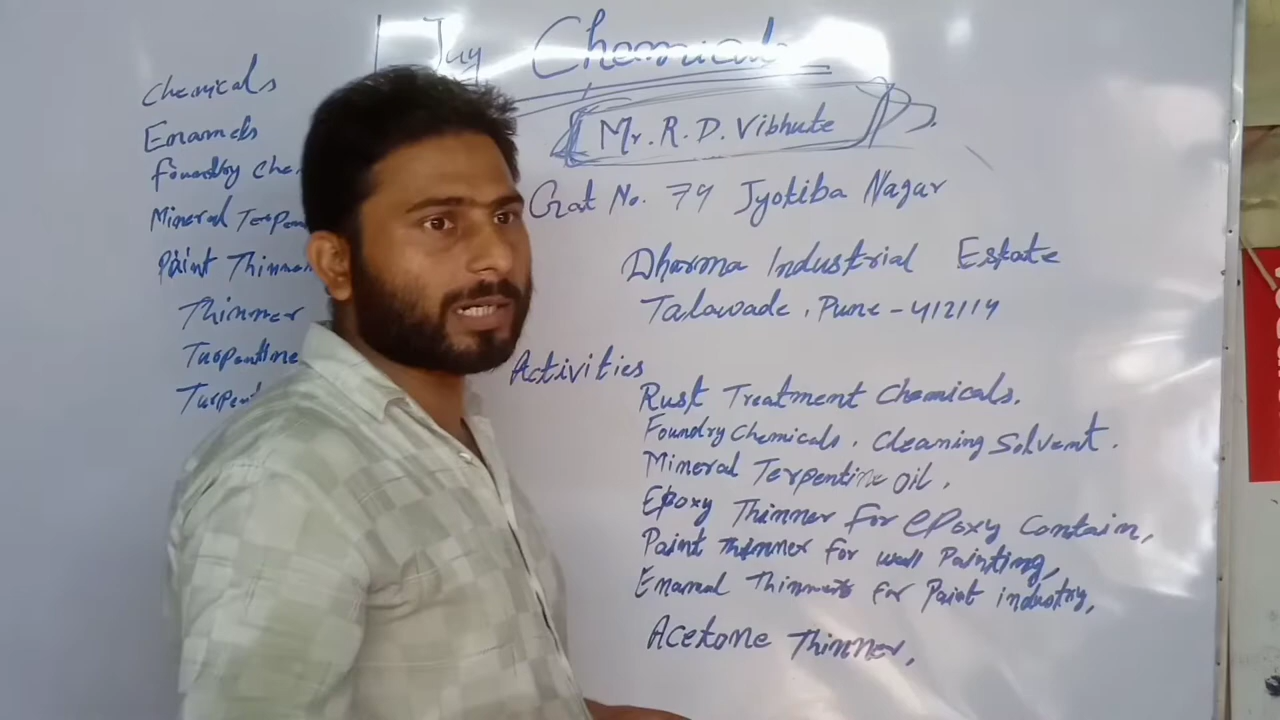 Jay Chemicals
Mr. R. D. Vibhute
Gat No. 79 Jyotiba Nagar
Dharma Industrial Estate
Talawade, Pune - 412114
Chemicals
Enamels
Foundry Che
Mineral Terpen
Paint Thinner
Thinner
Turpentine
Turpent
Activities
Rust Treatment Chemicals.
Foundry Chemicals, Cleaning Solvent.
Mineral Terpentine Oil,
Epoxy Thinner For epoxy Contain,
Paint Thinner For wall Painting,
Enamal Thinners For Paint industry,
Acetone Thinner,